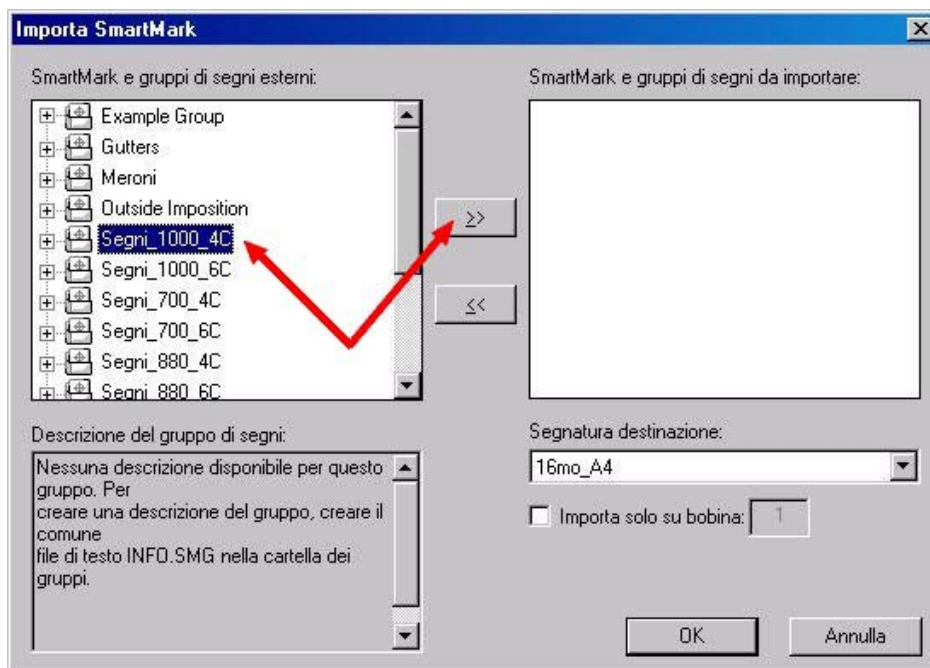 Importa SmartMark
SmartMark e gruppi di segni esterni:
Example Group
Gutters
Meroni
Outside Imposition
Segni_1000_4C
Segni_1000_6C
Segni_700_4C
Segni_700_6C
Segni_880_4C
Segni_880_6C
>>
<<
SmartMark e gruppi di segni da importare:
Descrizione del gruppo di segni:
Nessuna descrizione disponibile per questo
gruppo. Per
creare una descrizione del gruppo, creare il
comune
file di testo INFO.SMG nella cartella dei
gruppi.
Segnatura destinazione:
16mo_A4
Importa solo su bobina: 1
OK
Annulla